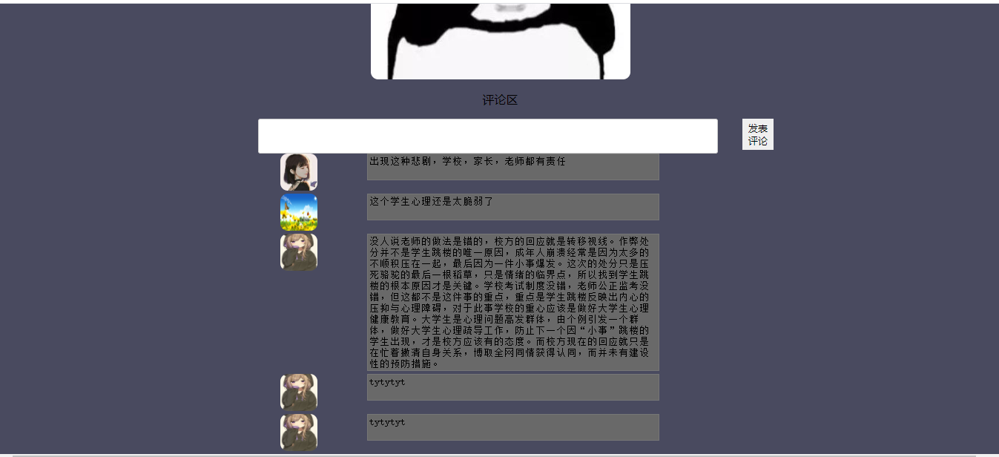 评论区
发表
评论
出现这种悲剧，学校，家长，老师都有责任
这个学生心理还是太脆弱了
没人说老师的做法是错的，校方的回应就是转移视线。作弊处
分并不是学生跳楼的唯一原因，成年人崩溃经常是因为太多的
不顺积压在一起，最后因为一件小事爆发。这次的处分只是压
死骆驼的最后一根稻草，只是情绪的临界点，所以找到学生跳
楼的根本原因才是关键。学校考试制度没错，老师公正监考没
错，但这都不是这件事的重点，重点是学生跳楼反映出内心的
压抑与心理障碍，对于此事学校的重心应该是做好大学生心理
健康教育。大学生是心理问题高发群体，由个例引发一个群
体，做好大学生心理疏导工作，防止下一个因“小事”跳楼的
学生出现，才是校方应该有的态度。而校方现在的回应就只是
在忙着撇清自身关系，博取全网同情获得认同，而并未有建设
性的预防措施。
tytytyt
tytytyt